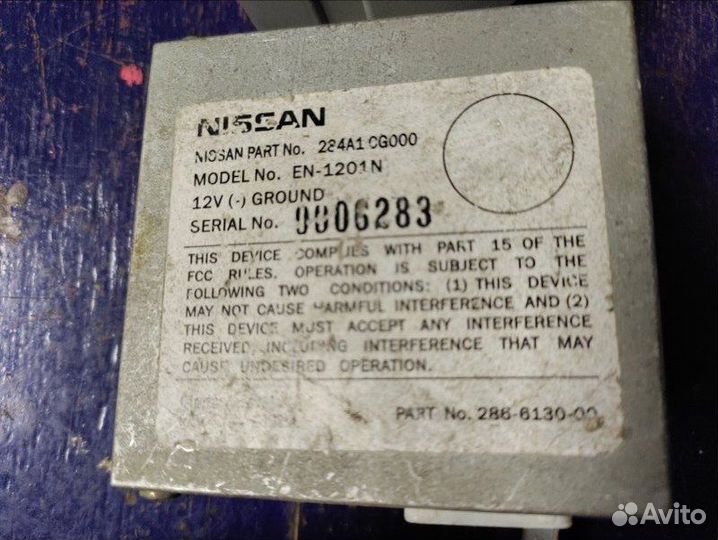 NISSAN
NISSAN PART No. 284A1 CG000
MODEL No. EN-1201N
12V (-) GROUND
SERIAL No. 0006283
THIS DEVICE COMPLIES WITH PART 15 OF THE
FCC RULES. OPERATION IS SUBJECT TO THE
FOLLOWING TWO CONDITIONS: (1) THIS DEVICE
MAY NOT CAUSE HARMFUL INTERFERENCE AND (2)
THIS DEVICE MUST ACCEPT ANY INTERFERENCE
RECEIVED, INCLUDING INTERFERENCE THAT MAY
CAUSE UNDESIRED OPERATION.
PART No. 286-6130-00
Avito